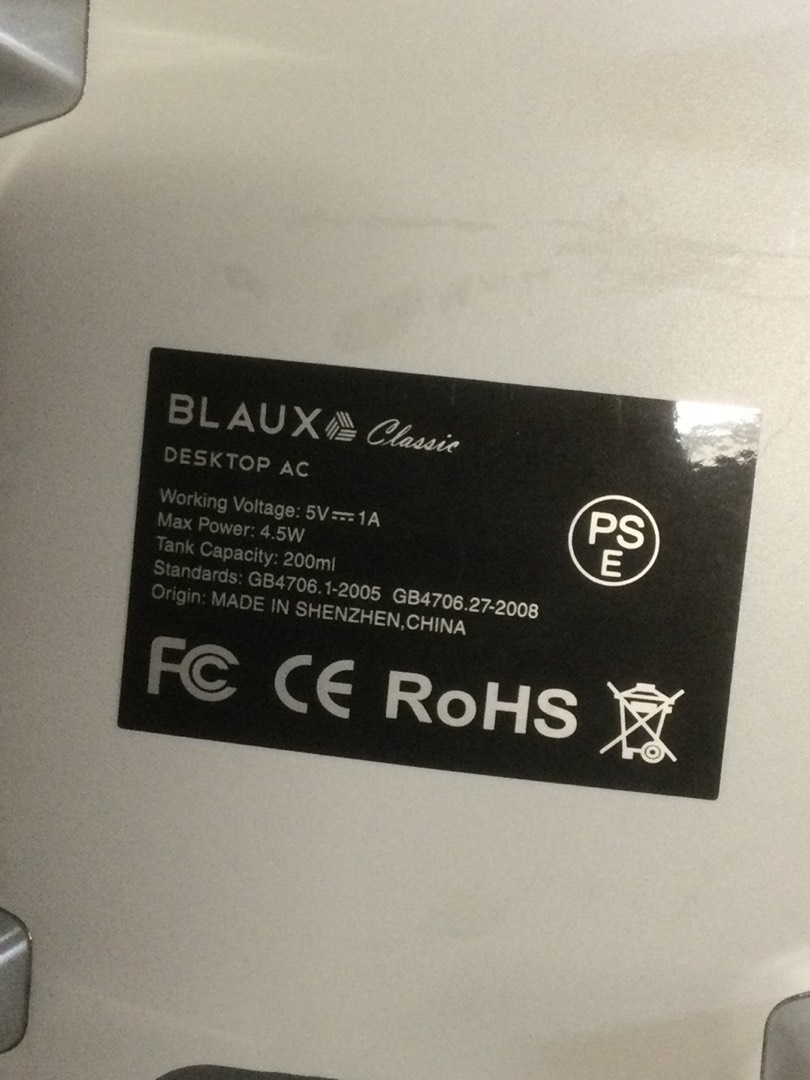 BLAUX Classic
DESKTOP AC
Working Voltage: 5V⎓1A
Max Power: 4.5W
Tank Capacity: 200ml
Standards: GB4706.1-2005 GB4706.27-2008
Origin: MADE IN SHENZHEN,CHINA
PS
E
FC CE RoHS